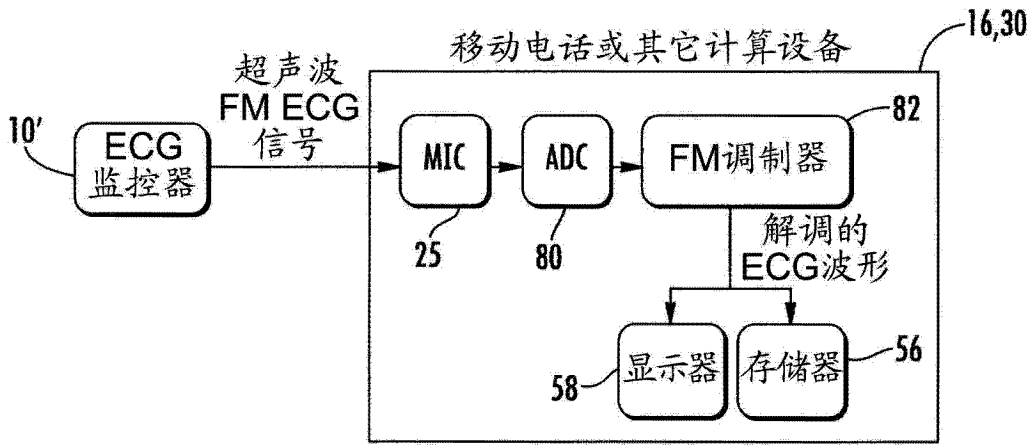 移动电话或其它计算设备
16,30
超声波
FM ECG
信号
10'
ECG
监控器
MIC
25
ADC
80
FM调制器
82
解调的
ECG波形
显示器
58
存储器
56